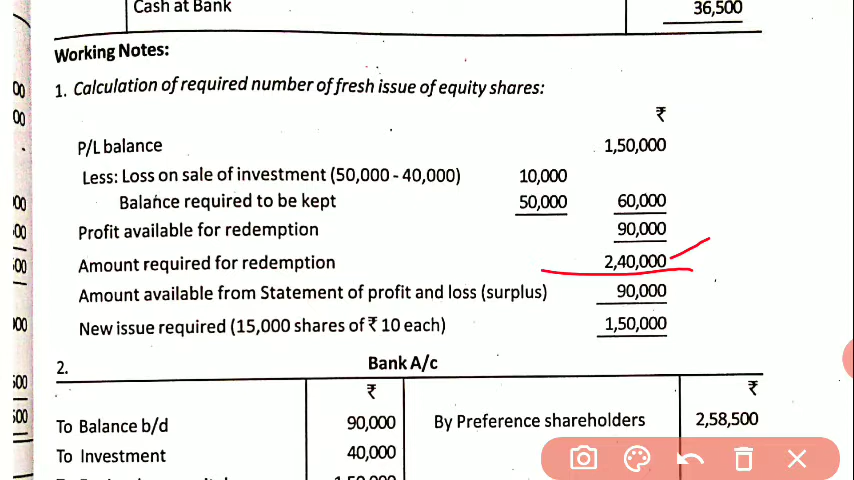 Cash at Bank 36,500
Working Notes:
1. Calculation of required number of fresh issue of equity shares:
₹
P/L balance 1,50,000
Less: Loss on sale of investment (50,000 - 40,000) 10,000
Balance required to be kept 50,000 60,000
Profit available for redemption 90,000
Amount required for redemption 2,40,000
Amount available from Statement of profit and loss (surplus) 90,000
New issue required (15,000 shares of ₹ 10 each) 1,50,000
2. Bank A/c
₹ ₹
To Balance b/d 90,000 By Preference shareholders 2,58,500
To Investment 40,000